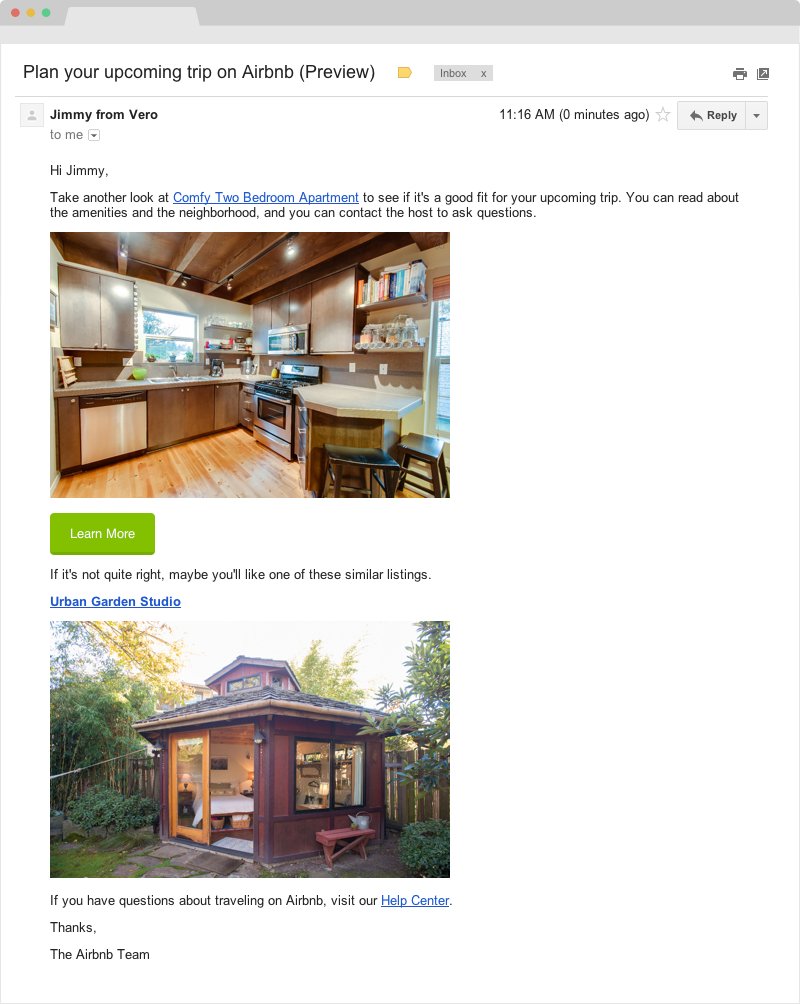 Plan your upcoming trip on Airbnb (Preview)
Inbox x
Jimmy from Vero
11:16 AM (0 minutes ago)
Reply
to me
Hi Jimmy,
Take another look at Comfy Two Bedroom Apartment to see if it's a good fit for your upcoming trip. You can read about
the amenities and the neighborhood, and you can contact the host to ask questions.
Learn More
If it's not quite right, maybe you'll like one of these similar listings.
Urban Garden Studio
If you have questions about traveling on Airbnb, visit our Help Center.
Thanks,
The Airbnb Team